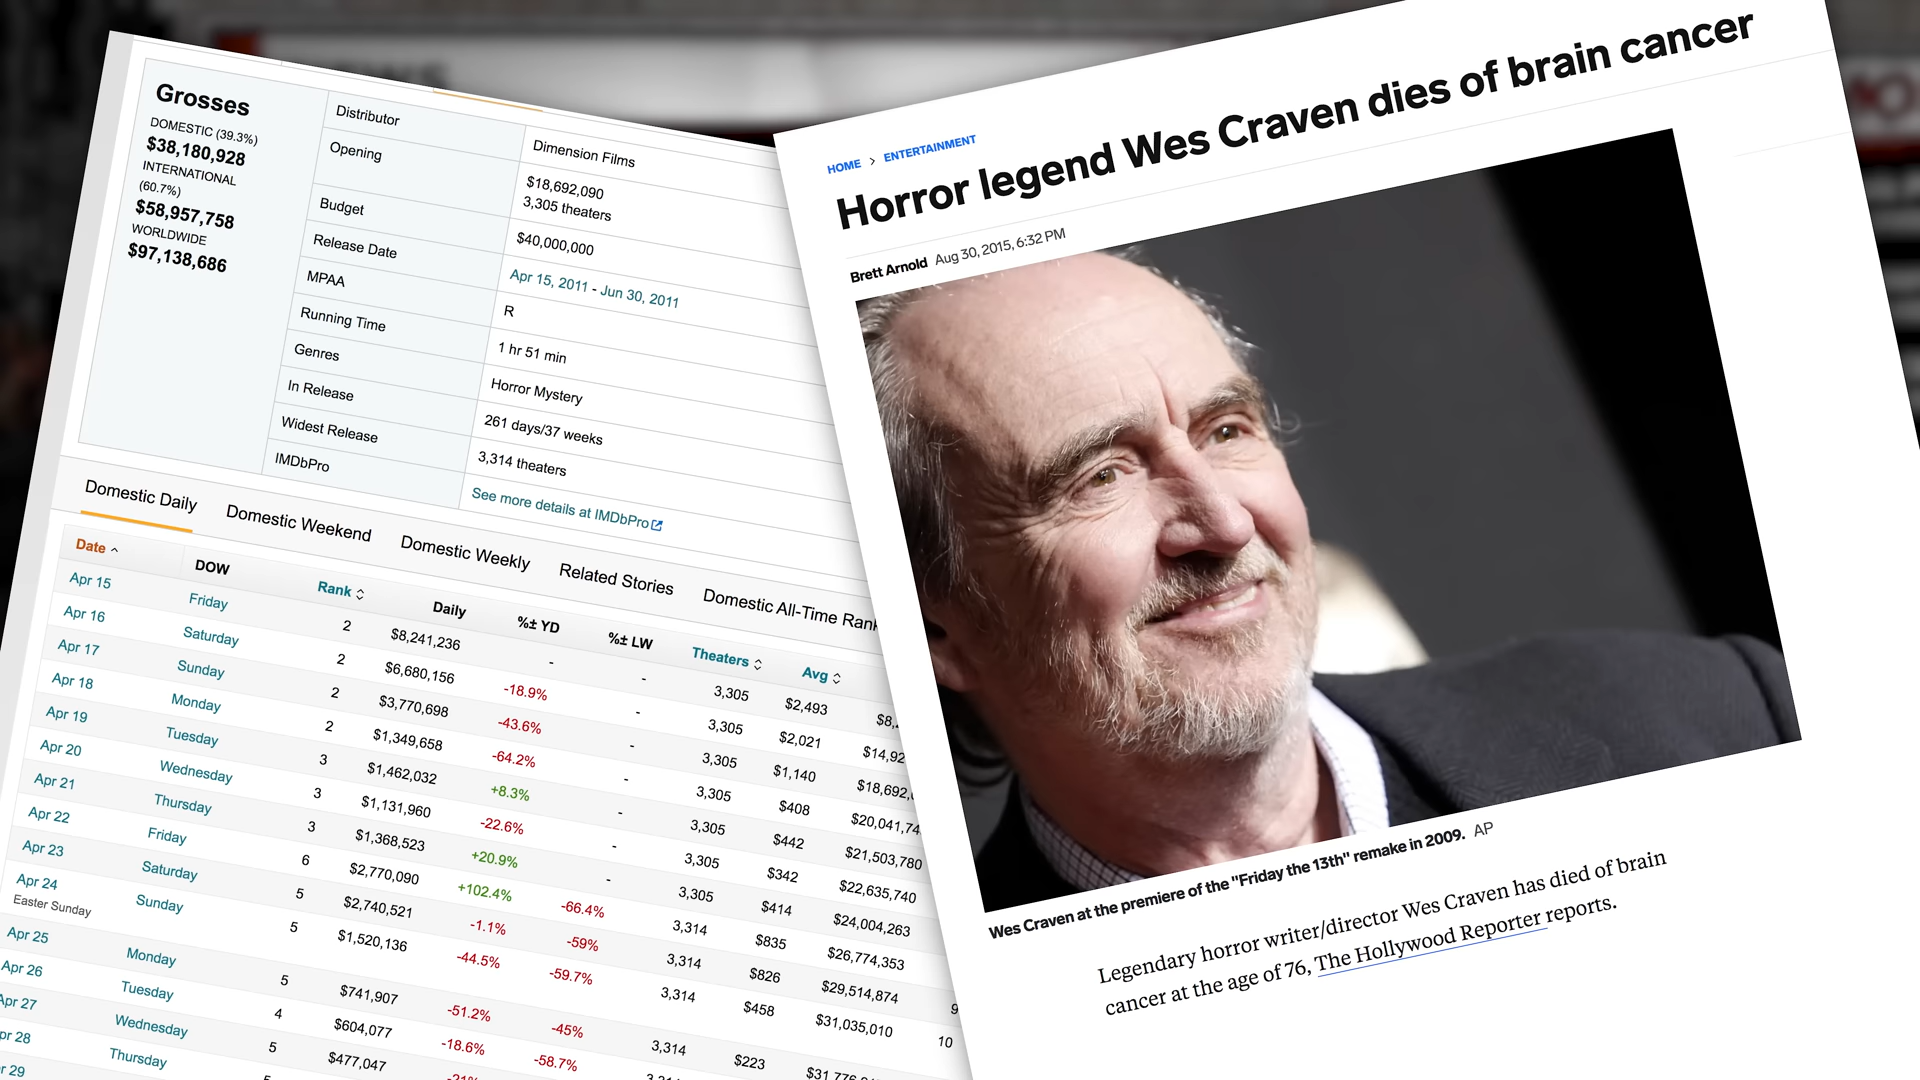 Grosses
DOMESTIC (39.3%)
$38,180,928
INTERNATIONAL
(60.7%)
$58,957,758
WORLDWIDE
$97,138,686
Distributor Dimension Films
Opening $18,692,090
3,305 theaters
Budget $40,000,000
Release Date Apr 15, 2011 - Jun 30, 2011
MPAA R
Running Time 1 hr 51 min
Genres Horror Mystery
In Release 261 days/37 weeks
Widest Release 3,314 theaters
IMDbPro See more details at IMDbPro
Domestic Daily Domestic Weekend Domestic Weekly Related Stories Domestic All-Time Rank
Date DOW Rank Daily %± YD %± LW Theaters Avg
Apr 15 Friday 2 $8,241,236 - - 3,305 $2,493 $8,
Apr 16 Saturday 2 $6,680,156 -18.9% - 3,305 $2,021 $14,92
Apr 17 Sunday 2 $3,770,698 -43.6% - 3,305 $1,140 $18,692,
Apr 18 Monday 2 $1,349,658 -64.2% - 3,305 $408 $20,041,74
Apr 19 Tuesday 3 $1,462,032 +8.3% - 3,305 $442 $21,503,780
Apr 20 Wednesday 3 $1,131,960 -22.6% - 3,305 $342 $22,635,740
Apr 21 Thursday 3 $1,368,523 +20.9% - 3,305 $414 $24,004,263
Apr 22 Friday 6 $2,770,090 +102.4% -66.4% 3,314 $835 $26,774,353
Apr 23 Saturday 5 $2,740,521 -1.1% -59% 3,314 $826 $29,514,874 9
Apr 24 Sunday 5 $1,520,136 -44.5% -59.7% 3,314 $458 $31,035,010 10
Easter Sunday
Apr 25 Monday 5 $741,907 -51.2% -45% 3,314 $223
Apr 26 Tuesday 4 $604,077 -18.6% -58.7%
Apr 27 Wednesday 5 $477,047
pr 28 Thursday
r 29
HOME > ENTERTAINMENT
Horror legend Wes Craven dies of brain cancer
Brett Arnold Aug 30, 2015, 6:32 PM
Wes Craven at the premiere of the "Friday the 13th" remake in 2009. AP
Legendary horror writer/director Wes Craven has died of brain
cancer at the age of 76, The Hollywood Reporter reports.